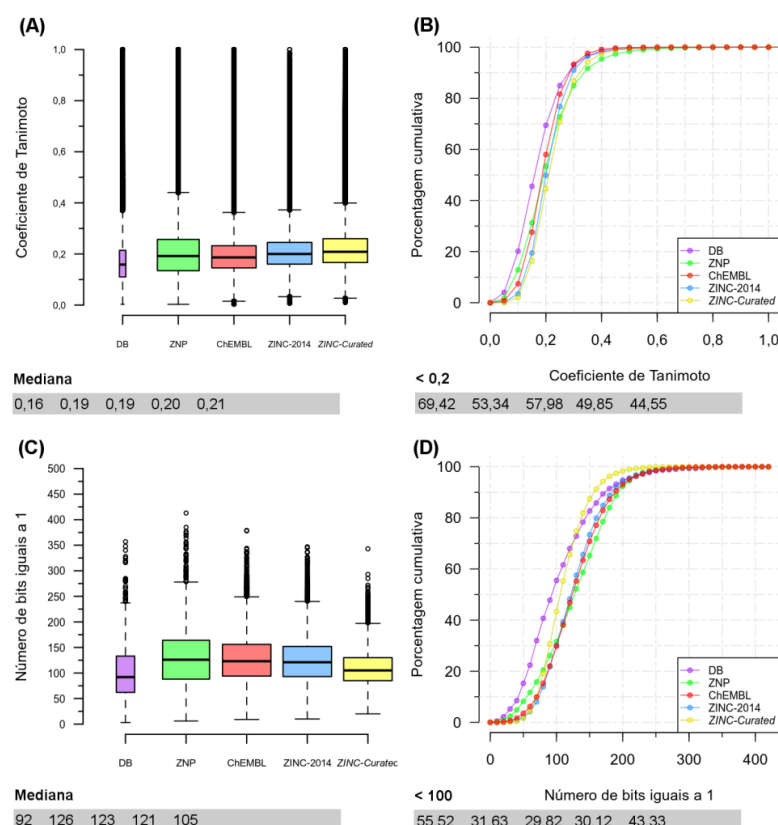 (A)
Coeficiente de Tanimoto
1,0
0,8
0,6
0,4
0,2
0,0
DB ZNP ChEMBL ZINC-2014 ZINC-Curated
Mediana
0,16 0,19 0,19 0,20 0,21
(B)
Porcentagem cumulativa
100
80
60
40
20
0
DB
ZNP
ChEMBL
ZINC-2014
ZINC-Curated
0,0 0,2 0,4 0,6 0,8 1,0
< 0,2 Coeficiente de Tanimoto
69,42 53,34 57,98 49,85 44,55
(C)
Número de bits iguais a 1
500
450
400
350
300
250
200
150
100
50
0
DB ZNP ChEMBL ZINC-2014 ZINC-Curated
Mediana
92 126 123 121 105
(D)
Porcentagem cumulativa
100
80
60
40
20
0
DB
ZNP
ChEMBL
ZINC-2014
ZINC-Curated
0 100 200 300 400
< 100 Número de bits iguais a 1
55,52 31,63 29,82 30,12 43,33